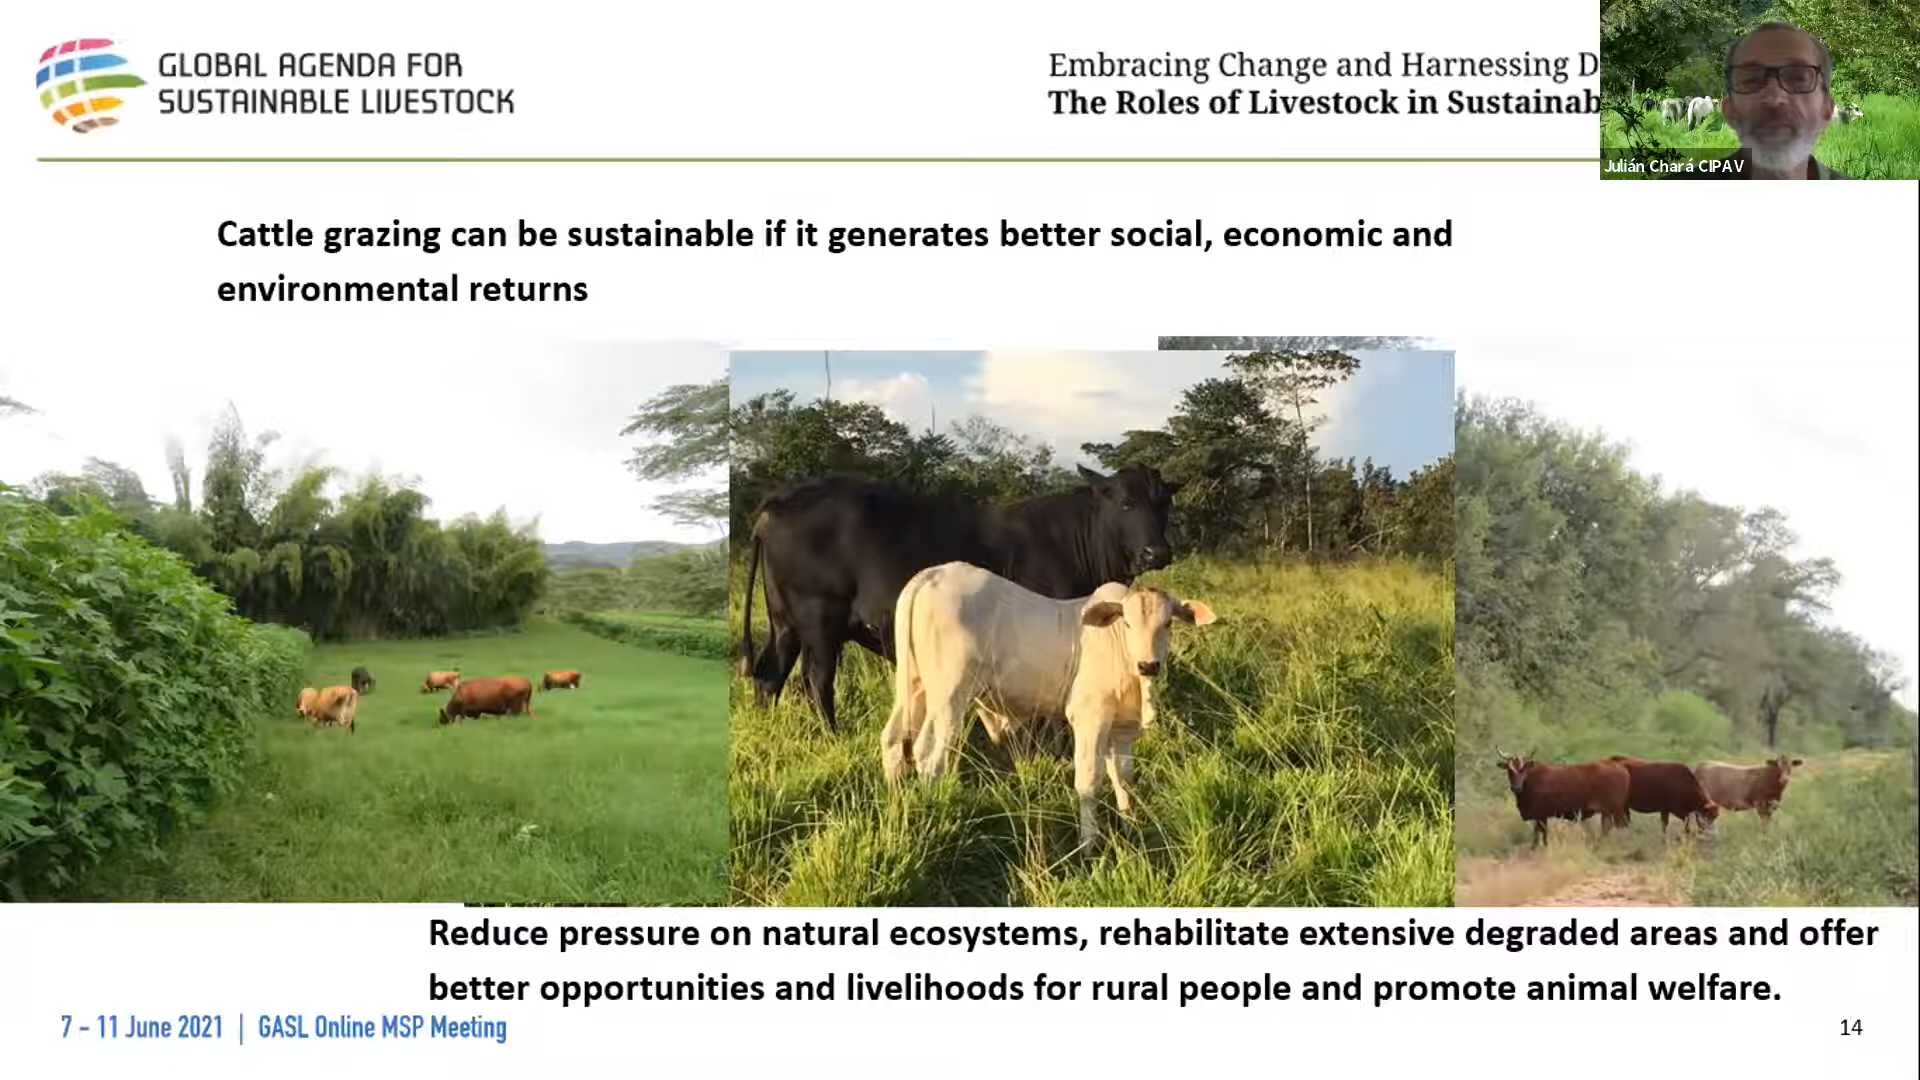 GLOBAL AGENDA FOR
SUSTAINABLE LIVESTOCK
Embracing Change and Harnessing D
The Roles of Livestock in Sustainab
Julián Chará CIPAV
Cattle grazing can be sustainable if it generates better social, economic and
environmental returns
Reduce pressure on natural ecosystems, rehabilitate extensive degraded areas and offer
better opportunities and livelihoods for rural people and promote animal welfare.
7 - 11 June 2021 | GASL Online MSP Meeting
14